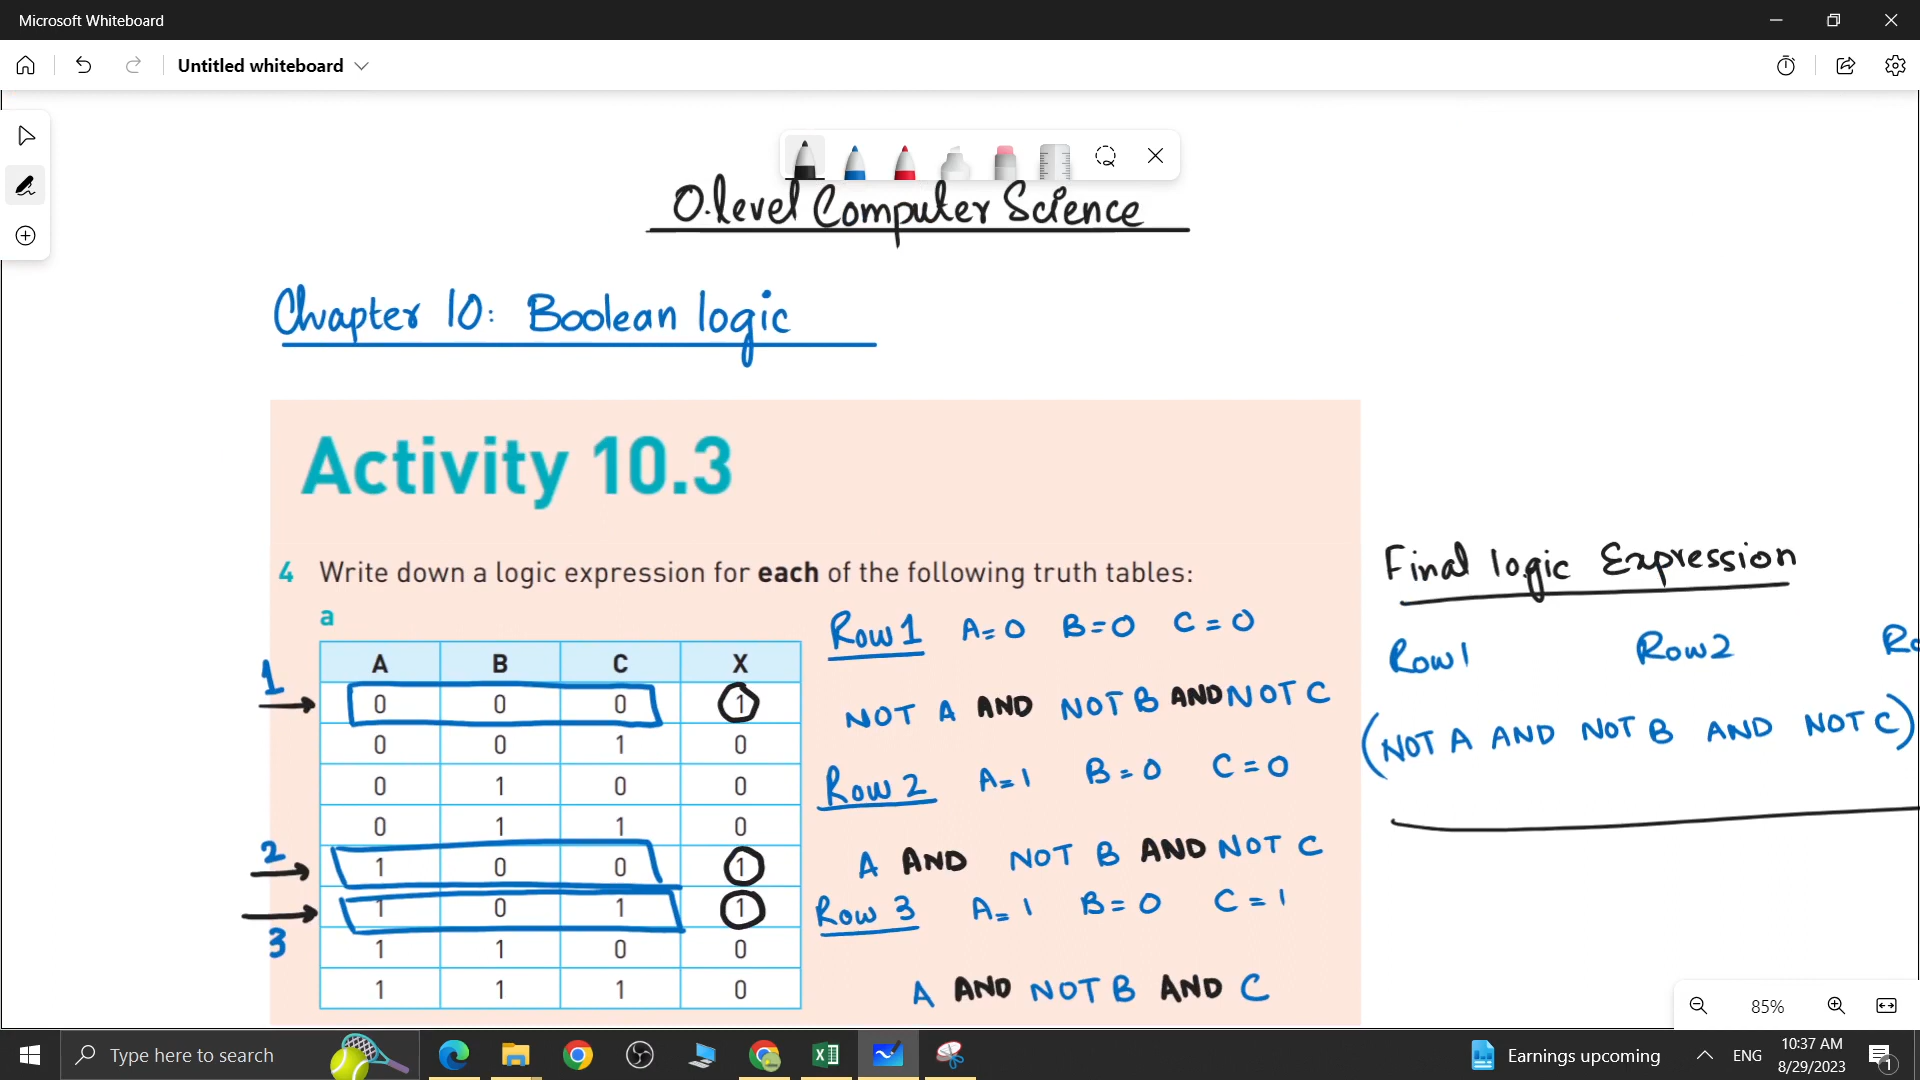 Microsoft Whiteboard
Untitled whiteboard
O.level Computer Science
Chapter 10: Boolean logic
Activity 10.3
4 Write down a logic expression for each of the following truth tables:
a
A B C X
1 0 0 0 1
0 0 1 0
0 1 0 0
0 1 1 0
2 1 0 0 1
3 1 0 1 1
1 1 0 0
1 1 1 0
Row 1 A=0 B=0 C=0
NOT A AND NOT B AND NOT C
Row 2 A=1 B=0 C=0
A AND NOT B AND NOT C
Row 3 A=1 B=0 C=1
A AND NOT B AND C
Final logic Expression
Row1 Row2
(NOT A AND NOT B AND NOT C)
85%
Type here to search
Earnings upcoming
ENG
10:37 AM
8/29/2023
1